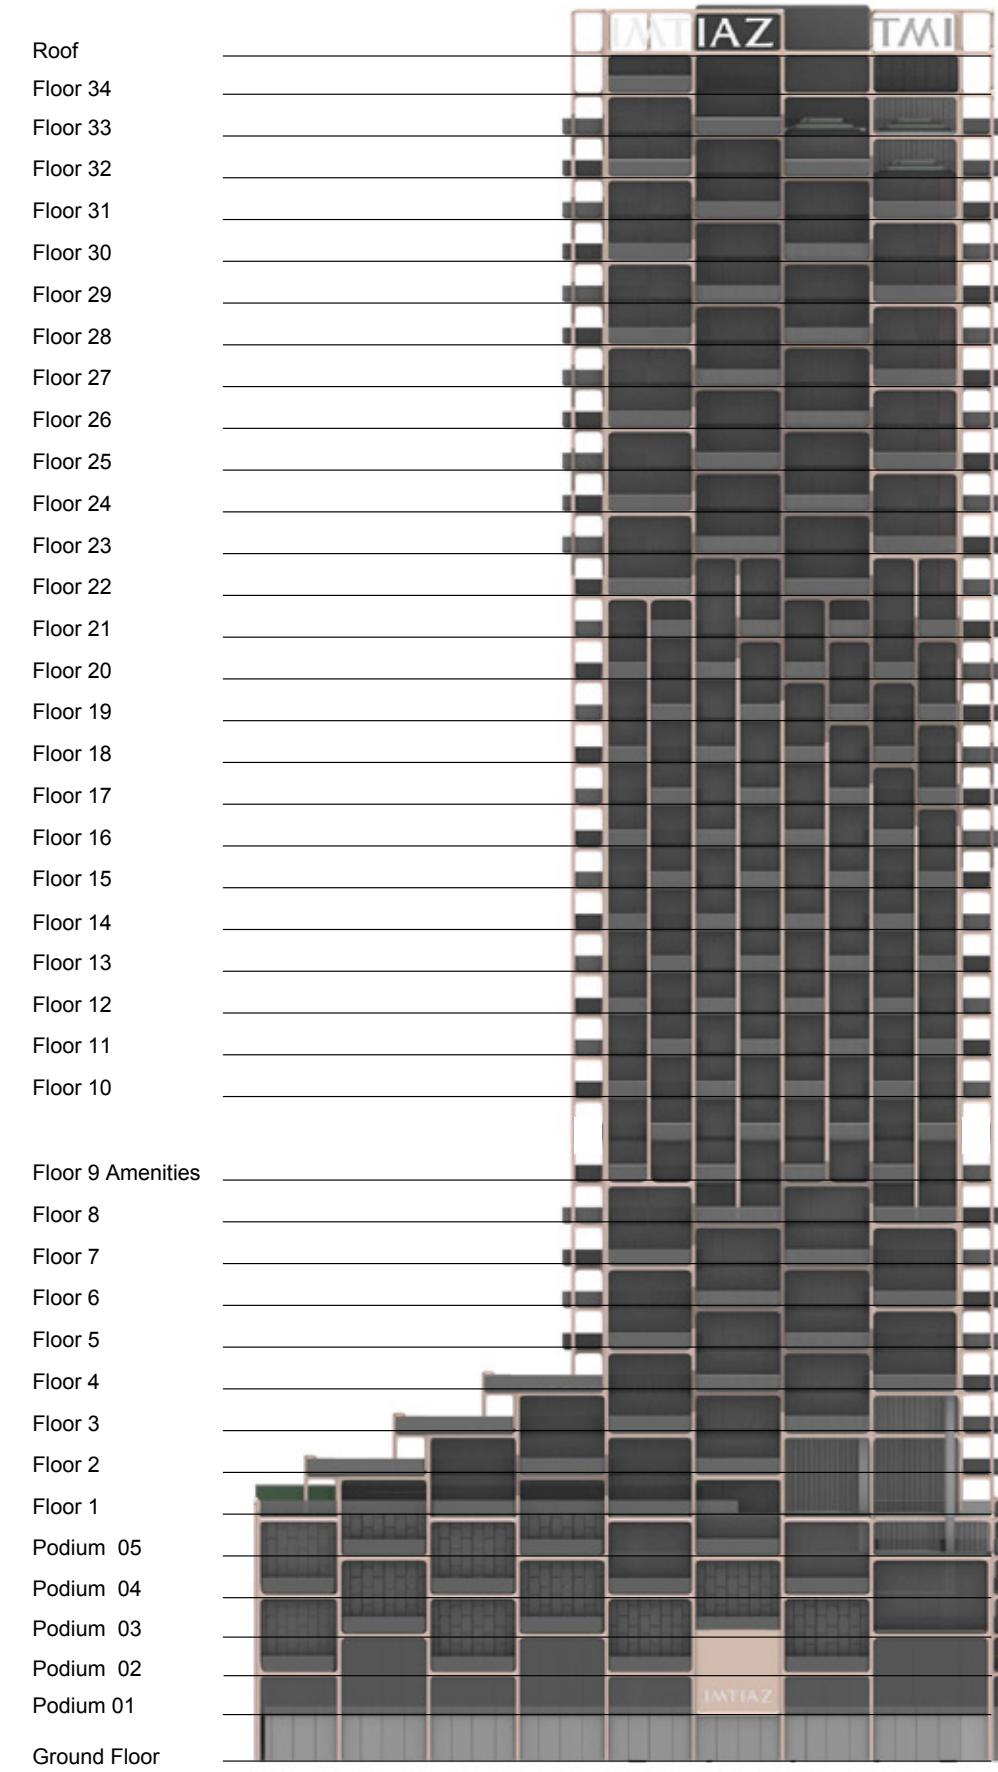 IMTIAZ IMT
Roof
Floor 34
Floor 33
Floor 32
Floor 31
Floor 30
Floor 29
Floor 28
Floor 27
Floor 26
Floor 25
Floor 24
Floor 23
Floor 22
Floor 21
Floor 20
Floor 19
Floor 18
Floor 17
Floor 16
Floor 15
Floor 14
Floor 13
Floor 12
Floor 11
Floor 10
Floor 9 Amenities
Floor 8
Floor 7
Floor 6
Floor 5
Floor 4
Floor 3
Floor 2
Floor 1
Podium 05
Podium 04
Podium 03
Podium 02
Podium 01
IMTIAZ
Ground Floor